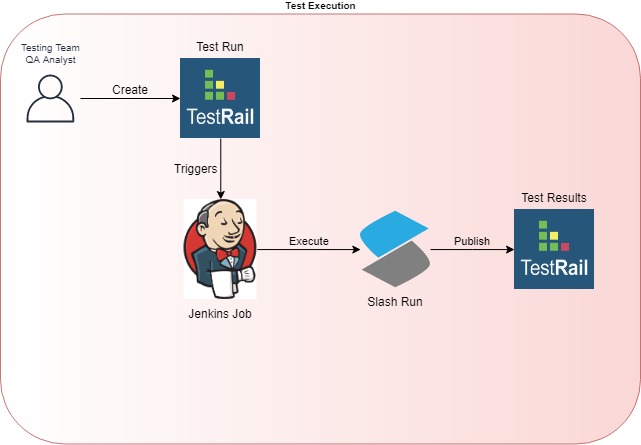 Test Execution
Testing Team
QA Analyst
Test Run
Create
TestRail
Triggers
Test Results
Execute
Publish
TestRail
Slash Run
Jenkins Job